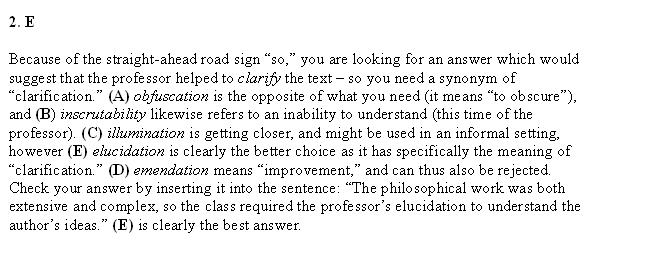 2. E
Because of the straight-ahead road sign “so,” you are looking for an answer which would
suggest that the professor helped to clarify the text – so you need a synonym of
“clarification.” (A) obfuscation is the opposite of what you need (it means “to obscure”),
and (B) inscrutability likewise refers to an inability to understand (this time of the
professor). (C) illumination is getting closer, and might be used in an informal setting,
however (E) elucidation is clearly the better choice as it has specifically the meaning of
“clarification.” (D) emendation means “improvement,” and can thus also be rejected.
Check your answer by inserting it into the sentence: “The philosophical work was both
extensive and complex, so the class required the professor’s elucidation to understand the
author’s ideas.” (E) is clearly the best answer.